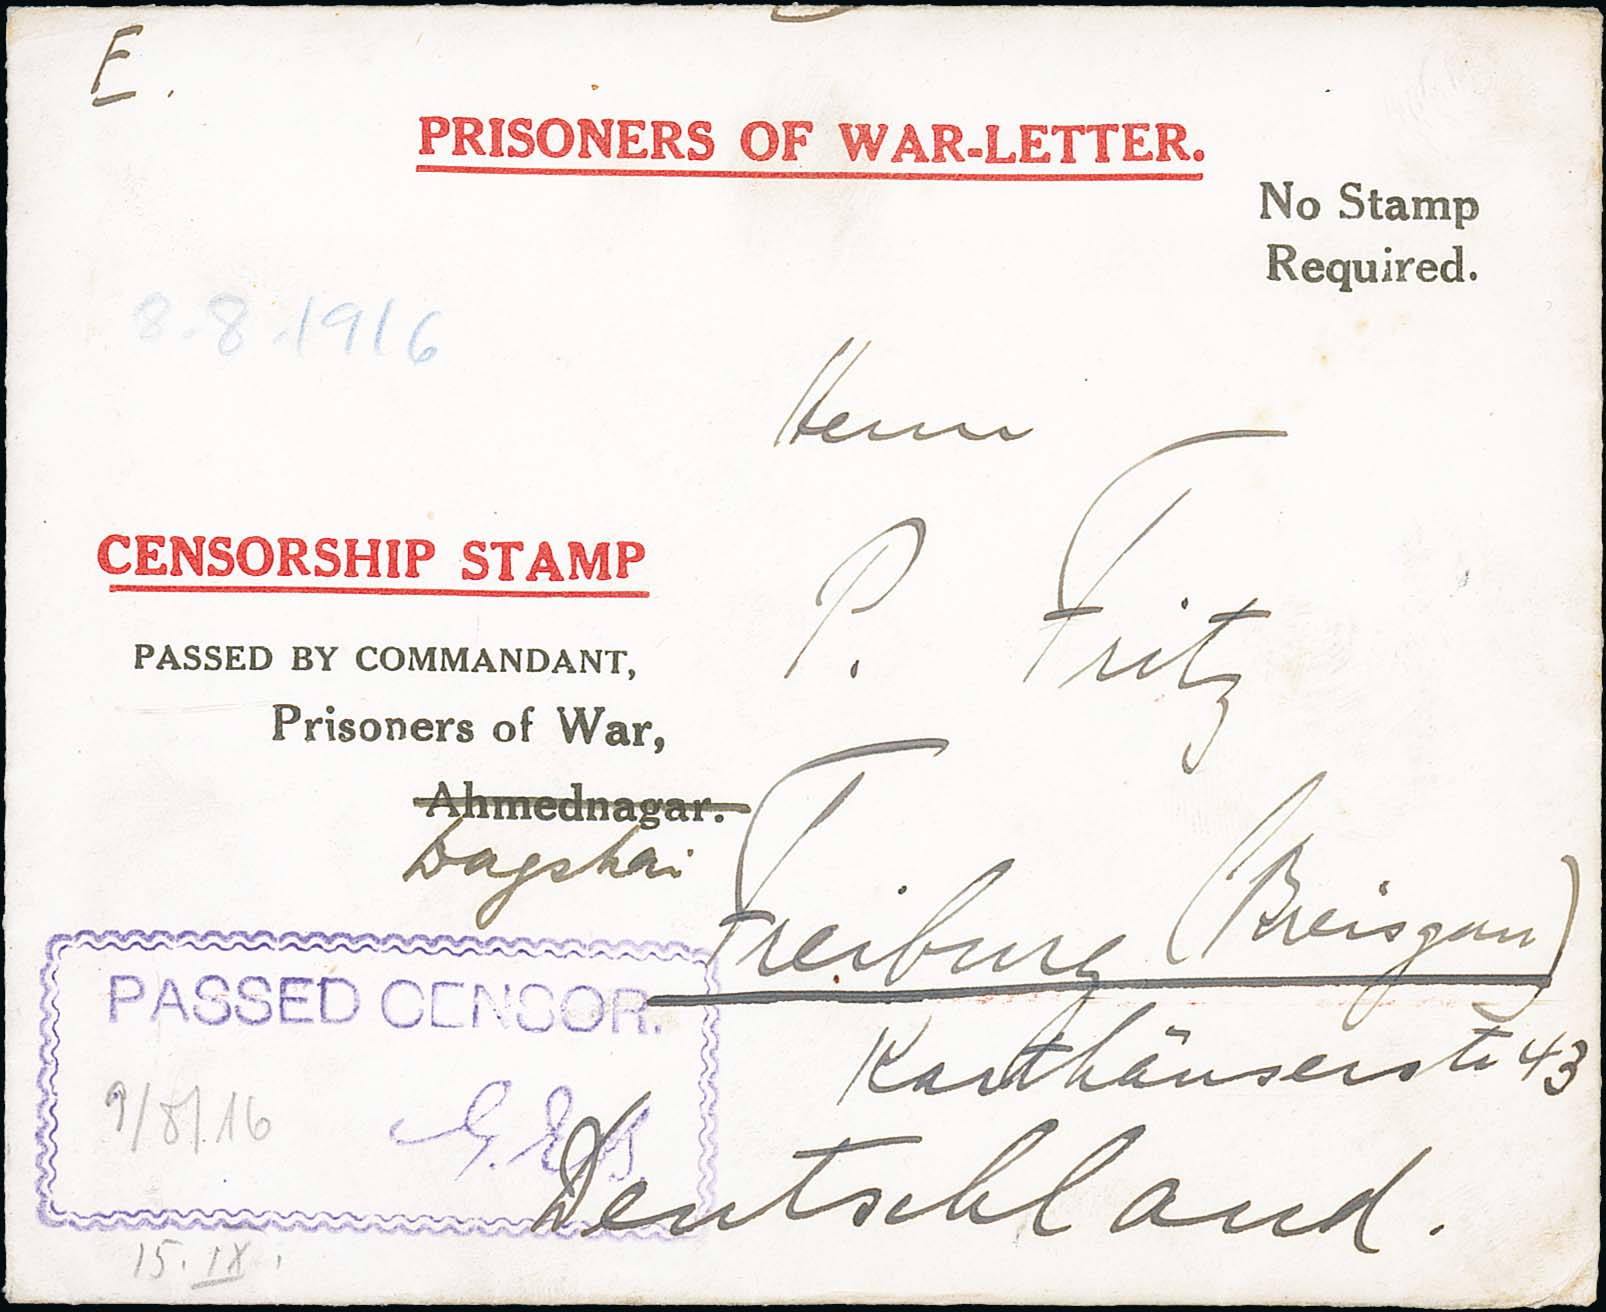 E.
PRISONERS OF WAR-LETTER.
No Stamp
Required.
8.8.1916
Herrn
P. Fritz
CENSORSHIP STAMP
PASSED BY COMMANDANT,
Prisoners of War,
Ahmednagar.
Dagshai
Freiburg (Breisgau)
Karthäuserstr 43
Deutschland.
PASSED CENSOR.
9/8/16
15.IX.